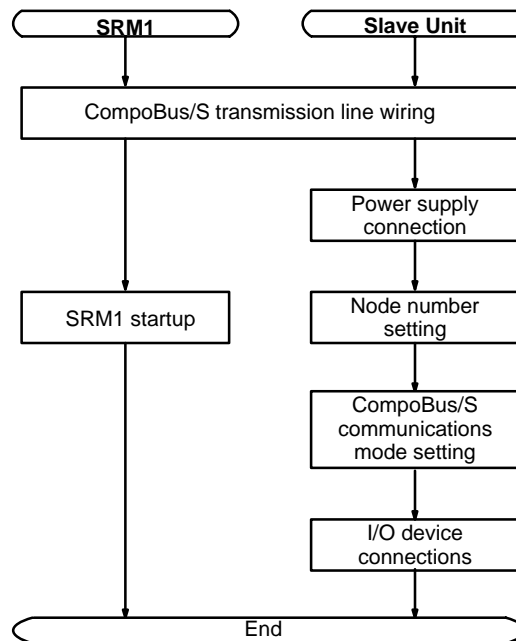 SRM1
Slave Unit
CompoBus/S transmission line wiring
Power supply
connection
SRM1 startup
Node number
setting
CompoBus/S
communications
mode setting
I/O device
connections
End